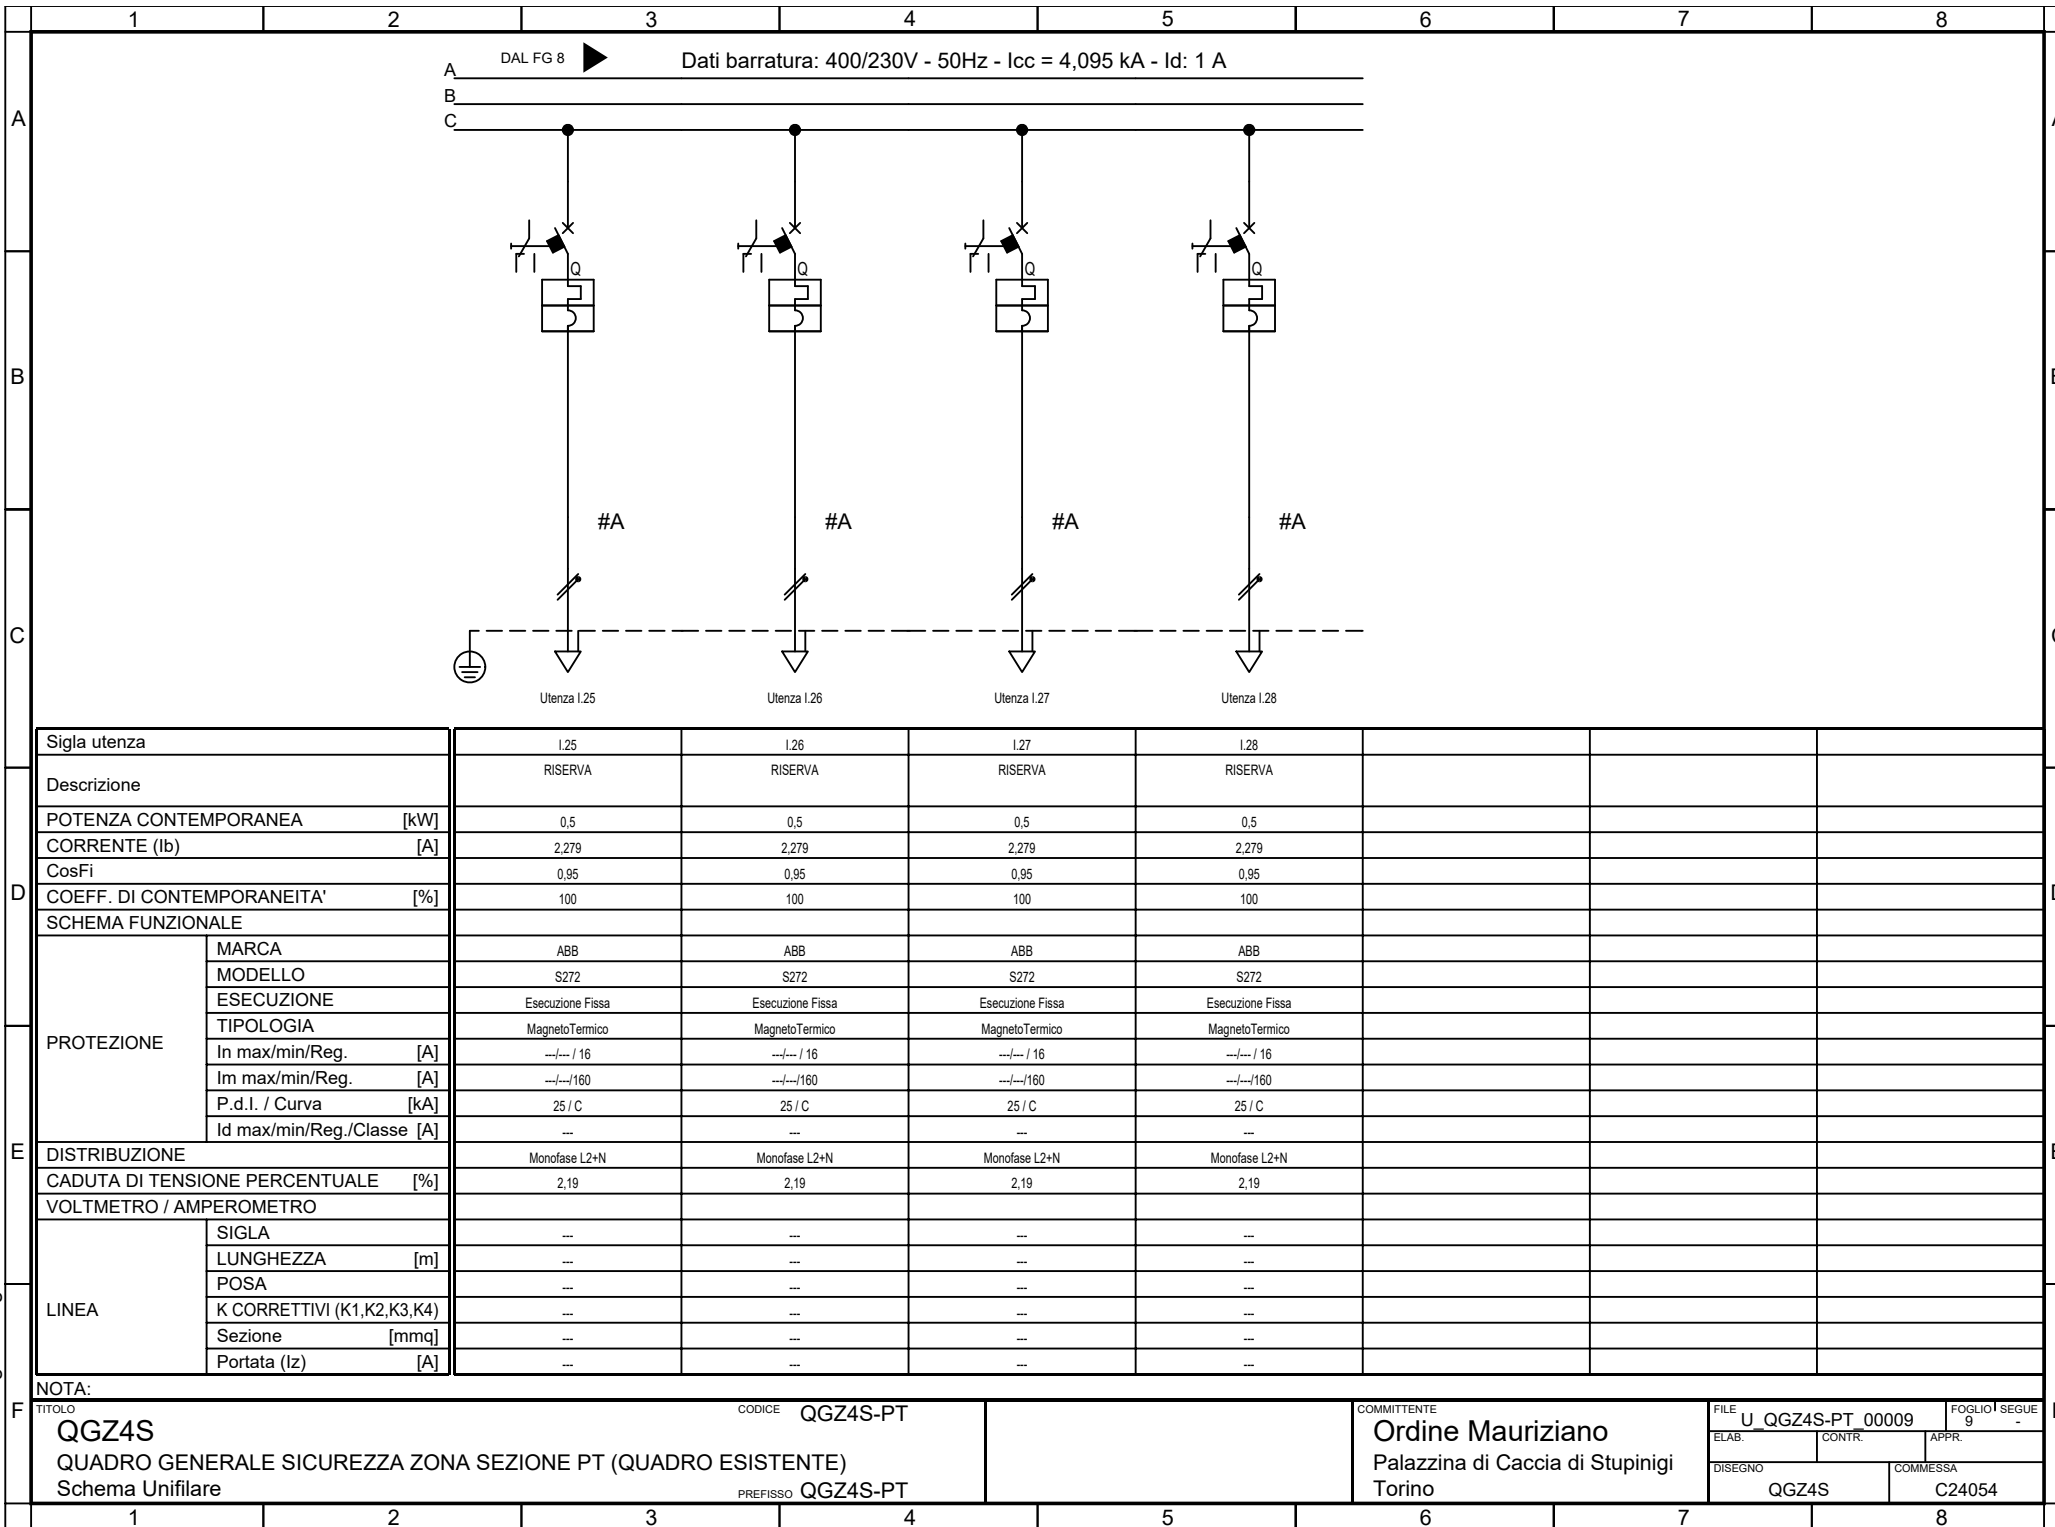 1 2 3 4 5 6 7 8
DAL FG 8 Dati barratura: 400/230V - 50Hz - Icc = 4,095 kA - Id: 1 A
A
B
C
A
Q Q Q Q
B
#A #A #A #A
C
Utenza I.25 Utenza I.26 Utenza I.27 Utenza I.28
Sigla utenza I.25 I.26 I.27 I.28
Descrizione RISERVA RISERVA RISERVA RISERVA
POTENZA CONTEMPORANEA [kW] 0,5 0,5 0,5 0,5
CORRENTE (Ib) [A] 2,279 2,279 2,279 2,279
CosFi 0,95 0,95 0,95 0,95
D
COEFF. DI CONTEMPORANEITA' [%] 100 100 100 100
SCHEMA FUNZIONALE
PROTEZIONE
MARCA ABB ABB ABB ABB
MODELLO S272 S272 S272 S272
ESECUZIONE Esecuzione Fissa Esecuzione Fissa Esecuzione Fissa Esecuzione Fissa
TIPOLOGIA MagnetoTermico MagnetoTermico MagnetoTermico MagnetoTermico
In max/min/Reg. [A] ---/--- / 16 ---/--- / 16 ---/--- / 16 ---/--- / 16
Im max/min/Reg. [A] ---/---/160 ---/---/160 ---/---/160 ---/---/160
P.d.I. / Curva [kA] 25 / C 25 / C 25 / C 25 / C
Id max/min/Reg./Classe [A] --- --- --- ---
E
DISTRIBUZIONE Monofase L2+N Monofase L2+N Monofase L2+N Monofase L2+N
CADUTA DI TENSIONE PERCENTUALE [%] 2,19 2,19 2,19 2,19
VOLTMETRO / AMPEROMETRO
LINEA
SIGLA --- --- --- ---
LUNGHEZZA [m] --- --- --- ---
POSA --- --- --- ---
K CORRETTIVI (K1,K2,K3,K4) --- --- --- ---
Sezione [mmq] --- --- --- ---
Portata (Iz) [A] --- --- --- ---
NOTA:
F
TITOLO
QGZ4S
CODICE QGZ4S-PT
QUADRO GENERALE SICUREZZA ZONA SEZIONE PT (QUADRO ESISTENTE)
Schema Unifilare
PREFISSO QGZ4S-PT
COMMITTENTE
Ordine Mauriziano
Palazzina di Caccia di Stupinigi
Torino
FILE U_QGZ4S-PT_00009
FOGLIO 9 SEGUE -
ELAB. CONTR. APPR.
DISEGNO QGZ4S
COMMESSA C24054
1 2 3 4 5 6 7 8